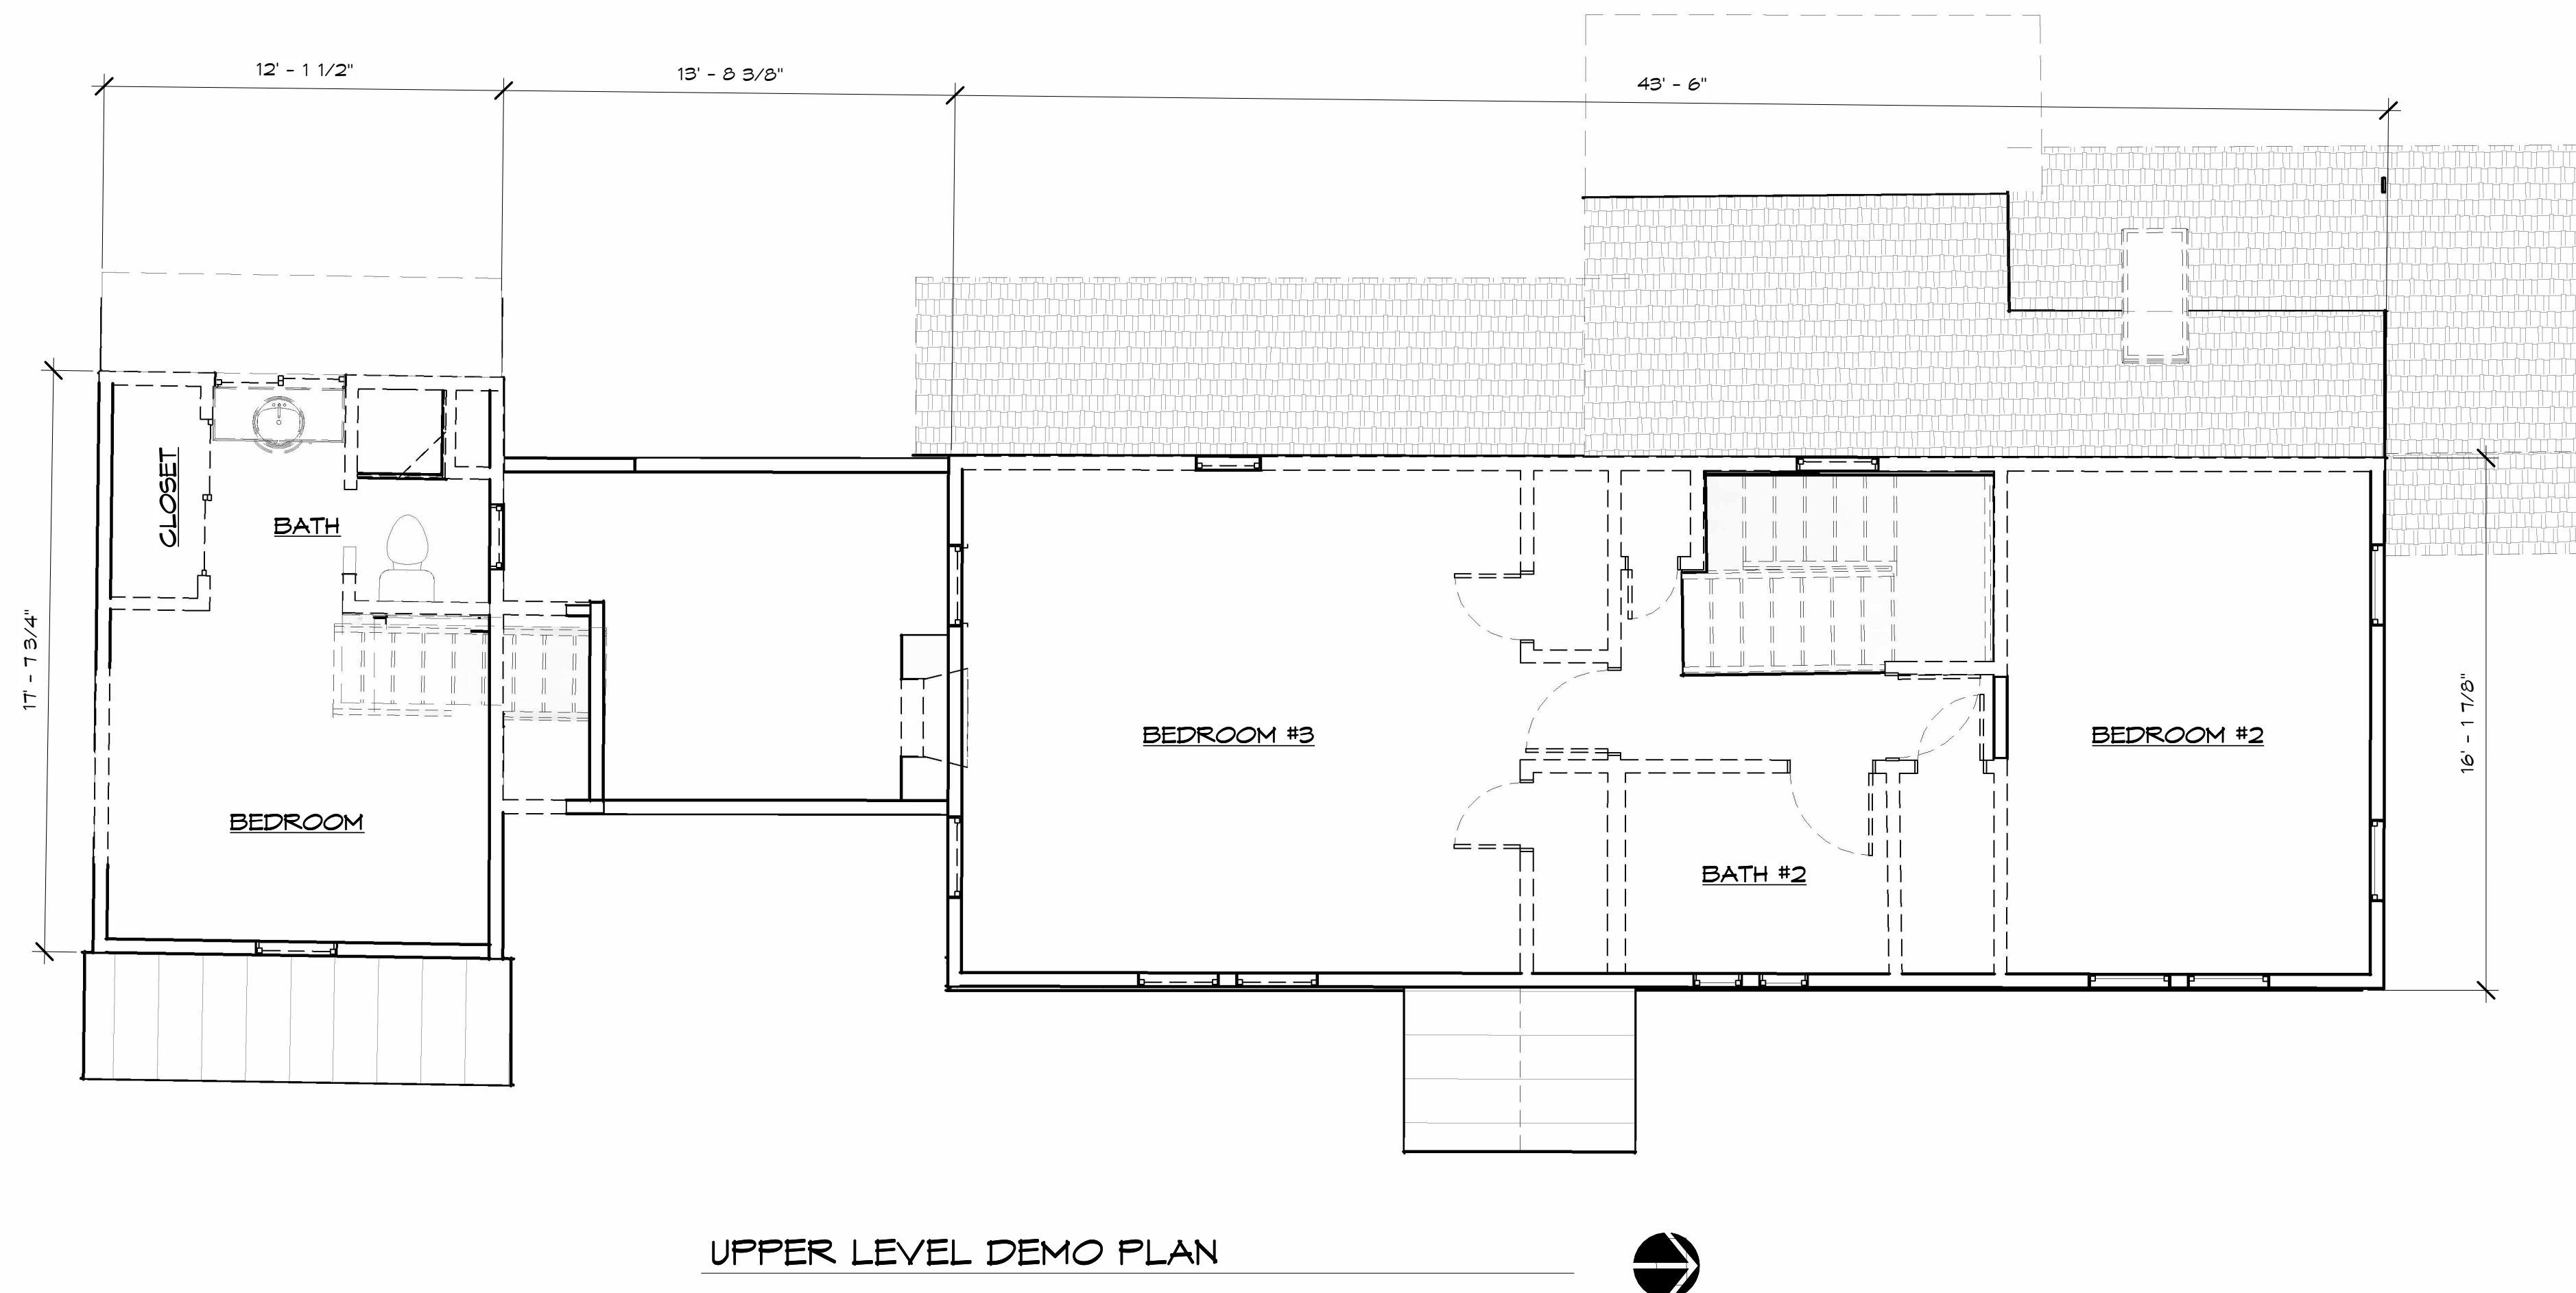 12' - 1 1/2"
13' - 8 3/8"
43' - 6"
CLOSET
BATH
17' - 7 3/4"
BEDROOM
BEDROOM #3
BEDROOM #2
16' - 1 7/8"
BATH #2
UPPER LEVEL DEMO PLAN